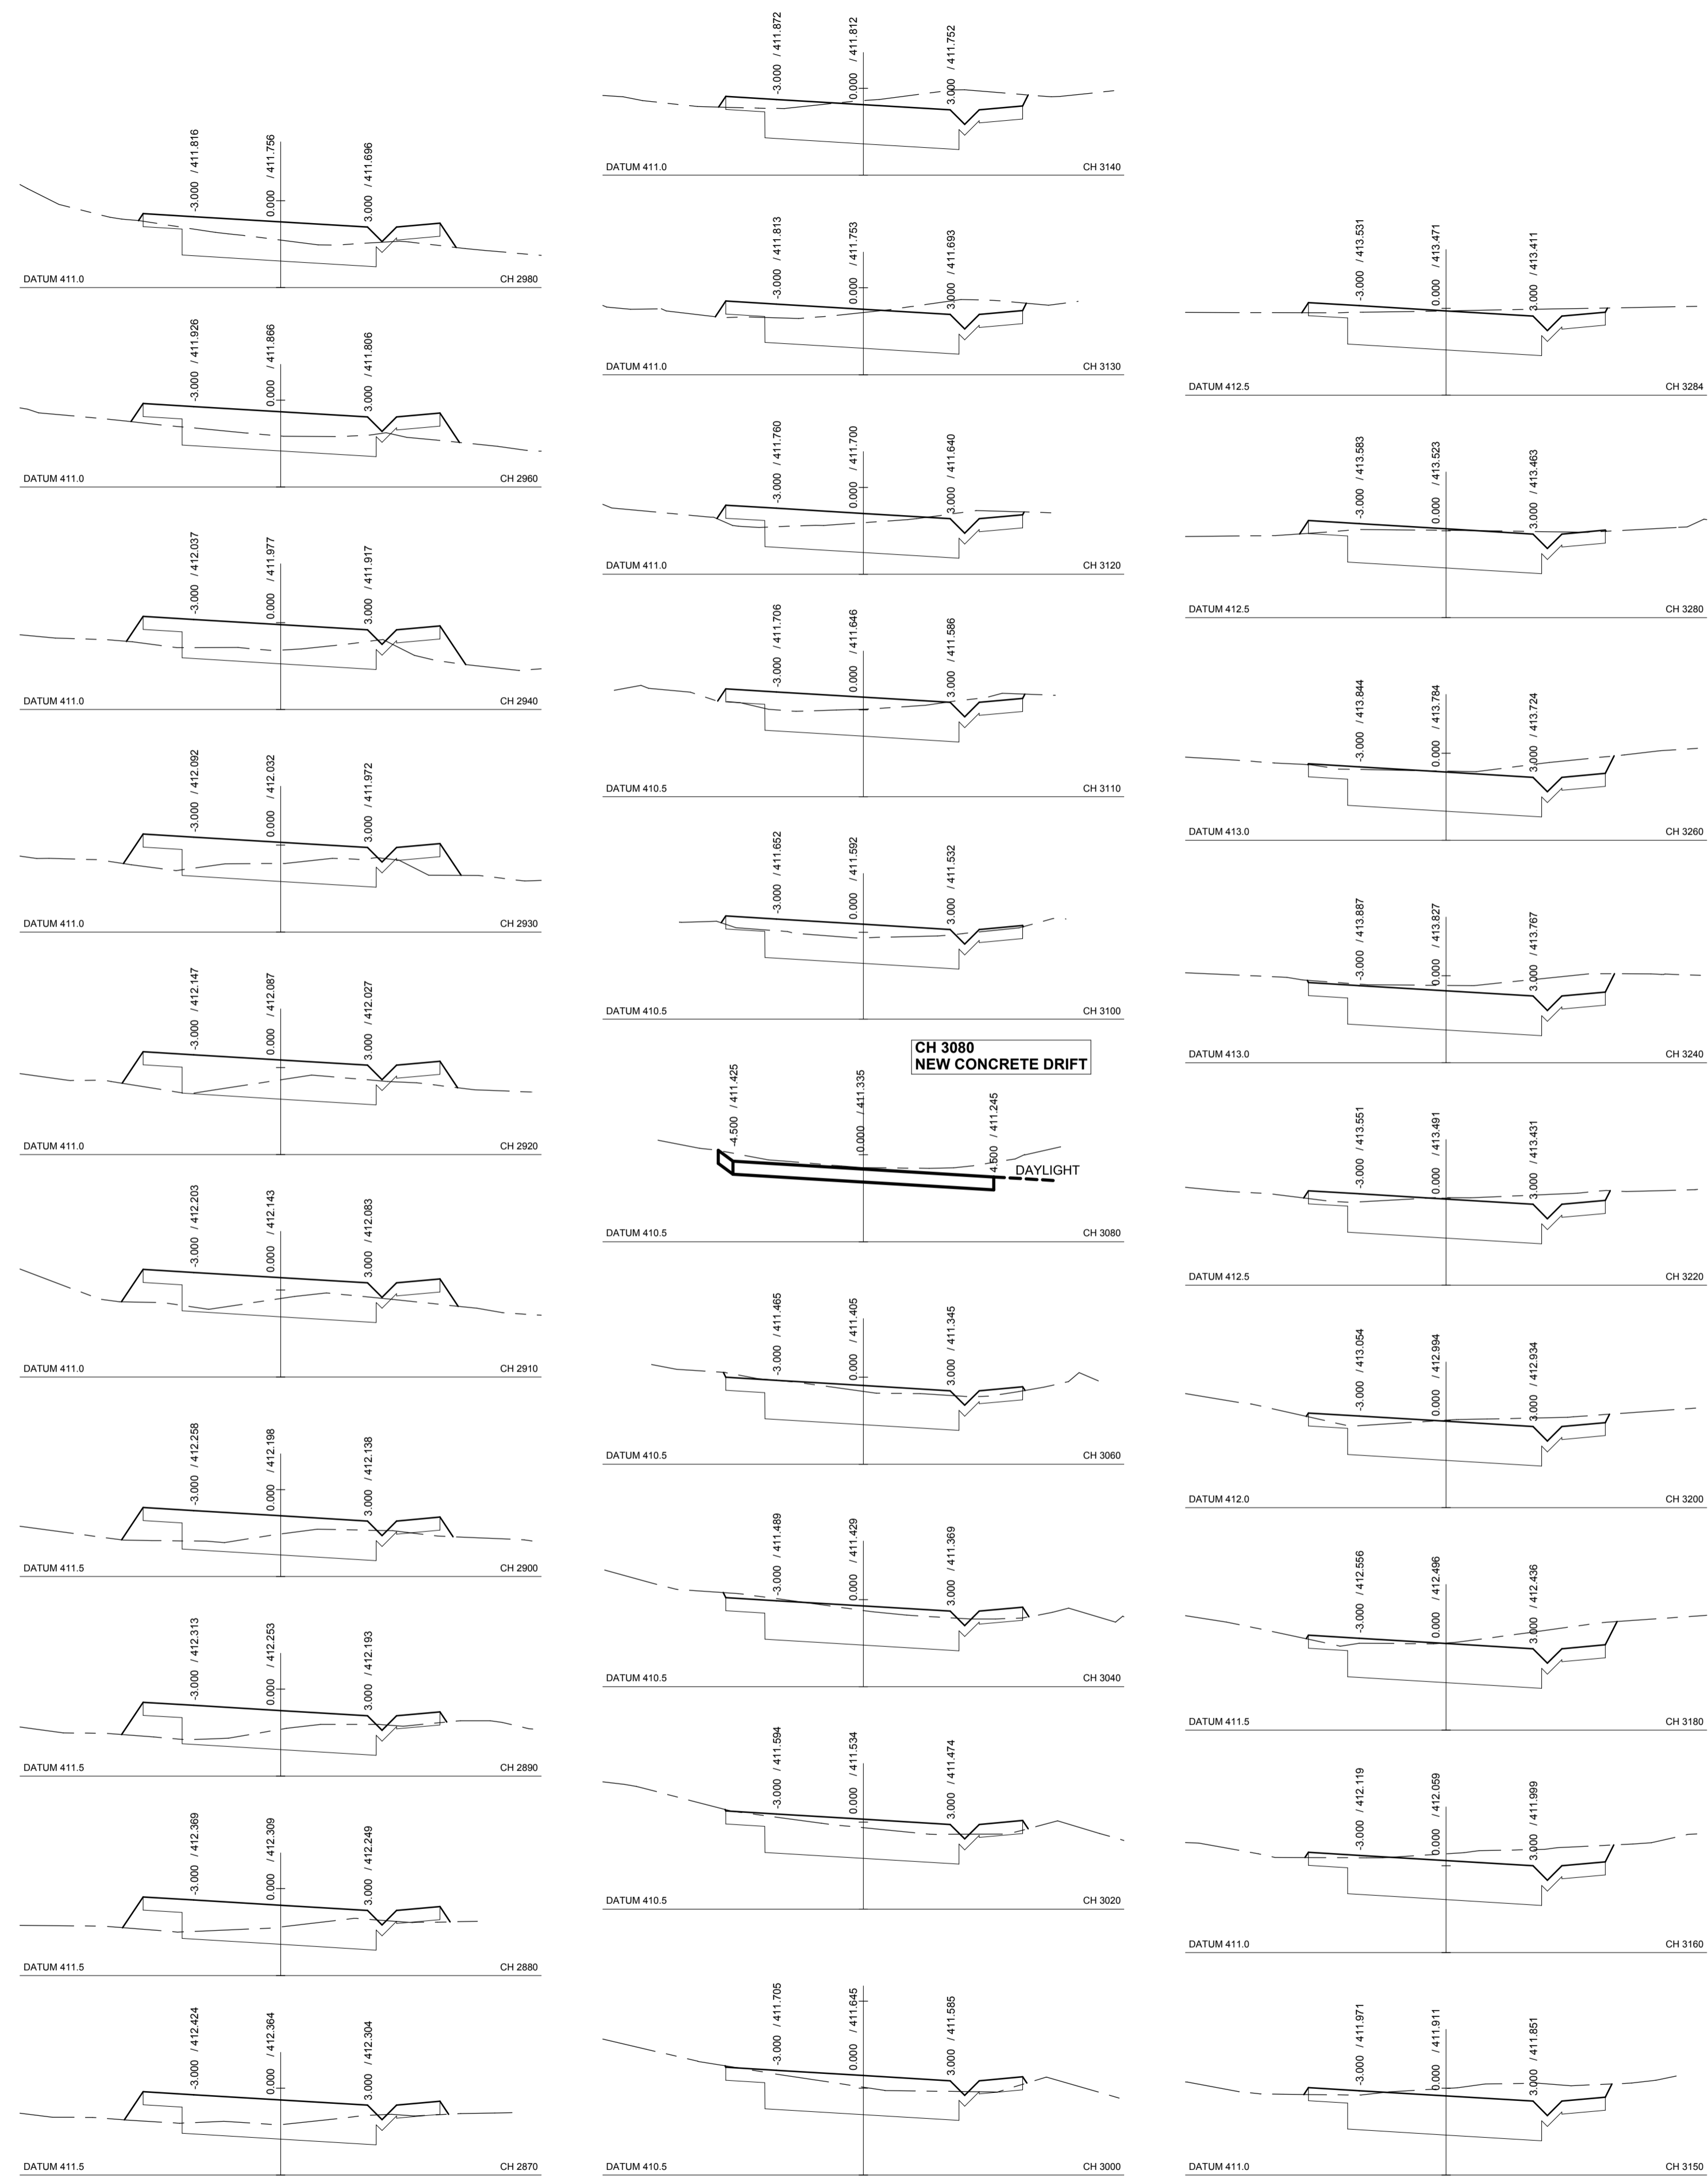 -3.000 / 411.816
0.000 / 411.756
3.000 / 411.696
DATUM 411.0
CH 2980
-3.000 / 411.926
0.000 / 411.866
3.000 / 411.806
DATUM 411.0
CH 2960
-3.000 / 412.037
0.000 / 411.977
3.000 / 411.917
DATUM 411.0
CH 2940
-3.000 / 412.092
0.000 / 412.032
3.000 / 411.972
DATUM 411.0
CH 2930
-3.000 / 412.147
0.000 / 412.087
3.000 / 412.027
DATUM 411.0
CH 2920
-3.000 / 412.203
0.000 / 412.143
3.000 / 412.083
DATUM 411.0
CH 2910
-3.000 / 412.258
0.000 / 412.198
3.000 / 412.138
DATUM 411.5
CH 2900
-3.000 / 412.313
0.000 / 412.253
3.000 / 412.193
DATUM 411.5
CH 2890
-3.000 / 412.369
0.000 / 412.309
3.000 / 412.249
DATUM 411.5
CH 2880
-3.000 / 412.424
0.000 / 412.364
3.000 / 412.304
DATUM 411.5
CH 2870
-3.000 / 411.872
0.000 / 411.812
3.000 / 411.752
DATUM 411.0
CH 3140
-3.000 / 411.813
0.000 / 411.753
3.000 / 411.693
DATUM 411.0
CH 3130
-3.000 / 411.760
0.000 / 411.700
3.000 / 411.640
DATUM 411.0
CH 3120
-3.000 / 411.706
0.000 / 411.646
3.000 / 411.586
DATUM 410.5
CH 3110
-3.000 / 411.652
0.000 / 411.592
3.000 / 411.532
DATUM 410.5
CH 3100
CH 3080
NEW CONCRETE DRIFT
-4.500 / 411.425
0.000 / 411.335
4.500 / 411.245
DAYLIGHT
DATUM 410.5
CH 3080
-3.000 / 411.465
0.000 / 411.405
3.000 / 411.345
DATUM 410.5
CH 3060
-3.000 / 411.489
0.000 / 411.429
3.000 / 411.369
DATUM 410.5
CH 3040
-3.000 / 411.594
0.000 / 411.534
3.000 / 411.474
DATUM 410.5
CH 3020
-3.000 / 411.705
0.000 / 411.645
3.000 / 411.585
DATUM 410.5
CH 3000
-3.000 / 413.531
0.000 / 413.471
3.000 / 413.411
DATUM 412.5
CH 3284
-3.000 / 413.583
0.000 / 413.523
3.000 / 413.463
DATUM 412.5
CH 3280
-3.000 / 413.844
0.000 / 413.784
3.000 / 413.724
DATUM 413.0
CH 3260
-3.000 / 413.887
0.000 / 413.827
3.000 / 413.767
DATUM 413.0
CH 3240
-3.000 / 413.551
0.000 / 413.491
3.000 / 413.431
DATUM 412.5
CH 3220
-3.000 / 413.054
0.000 / 412.994
3.000 / 412.934
DATUM 412.0
CH 3200
-3.000 / 412.556
0.000 / 412.496
3.000 / 412.436
DATUM 411.5
CH 3180
-3.000 / 412.119
0.000 / 412.059
3.000 / 411.999
DATUM 411.0
CH 3160
-3.000 / 411.971
0.000 / 411.911
3.000 / 411.851
DATUM 411.0
CH 3150